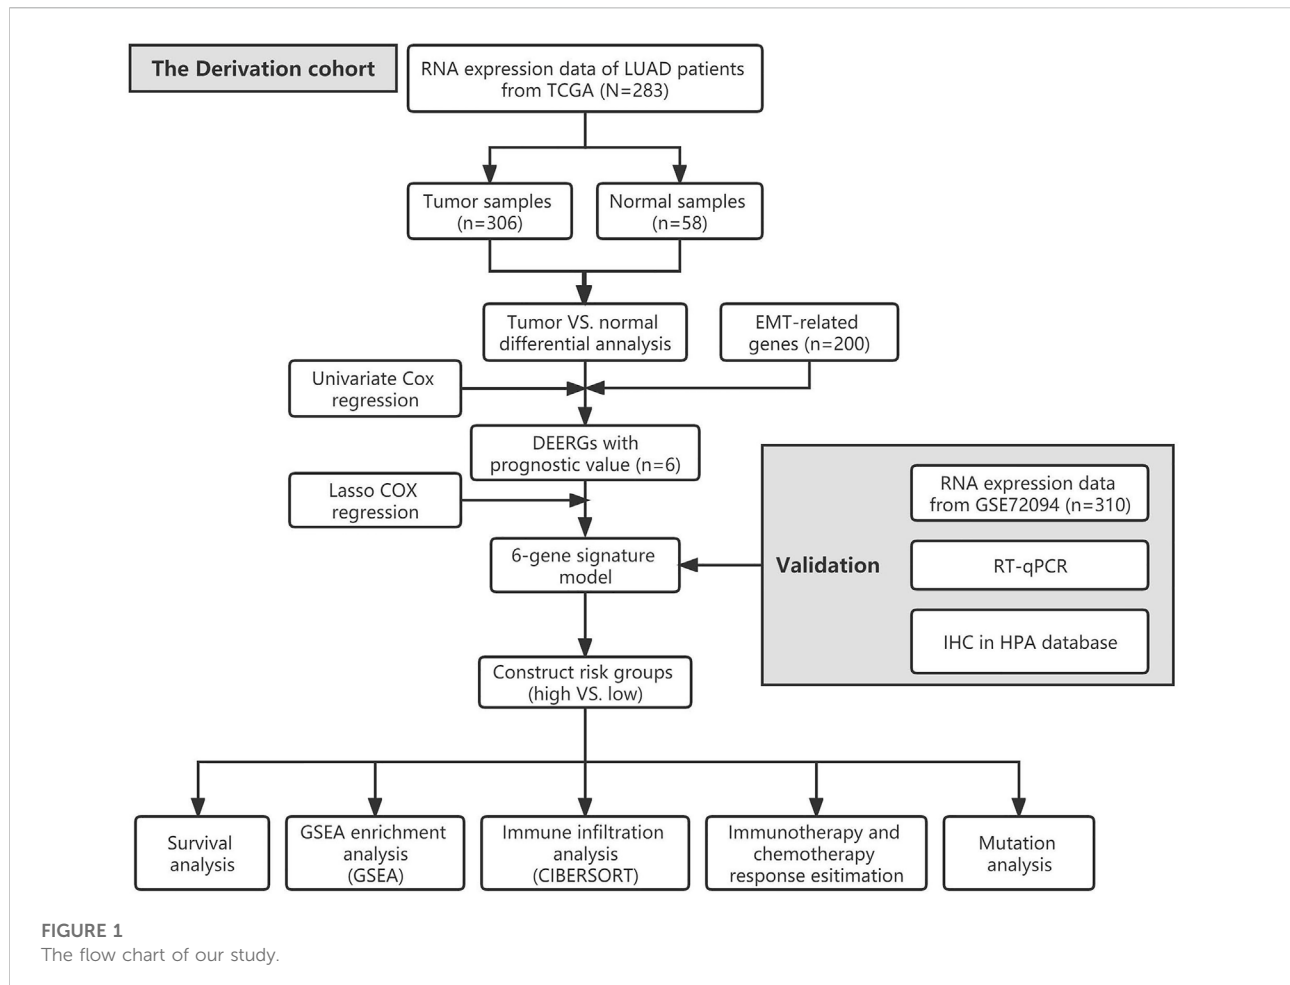 The Derivation cohort
RNA expression data of LUAD patients
from TCGA (N=283)
Tumor samples
(n=306)
Normal samples
(n=58)
Tumor VS. normal
differential annalysis
EMT-related
genes (n=200)
Univariate Cox
regression
DEERGs with
prognostic value (n=6)
Lasso COX
regression
6-gene signature
model
Validation
RNA expression data
from GSE72094 (n=310)
RT-qPCR
IHC in HPA database
Construct risk groups
(high VS. low)
Survival
analysis
GSEA enrichment
analysis
(GSEA)
Immune infiltration
analysis
(CIBERSORT)
Immunotherapy and
chemotherapy
response esitimation
Mutation
analysis
FIGURE 1
The flow chart of our study.